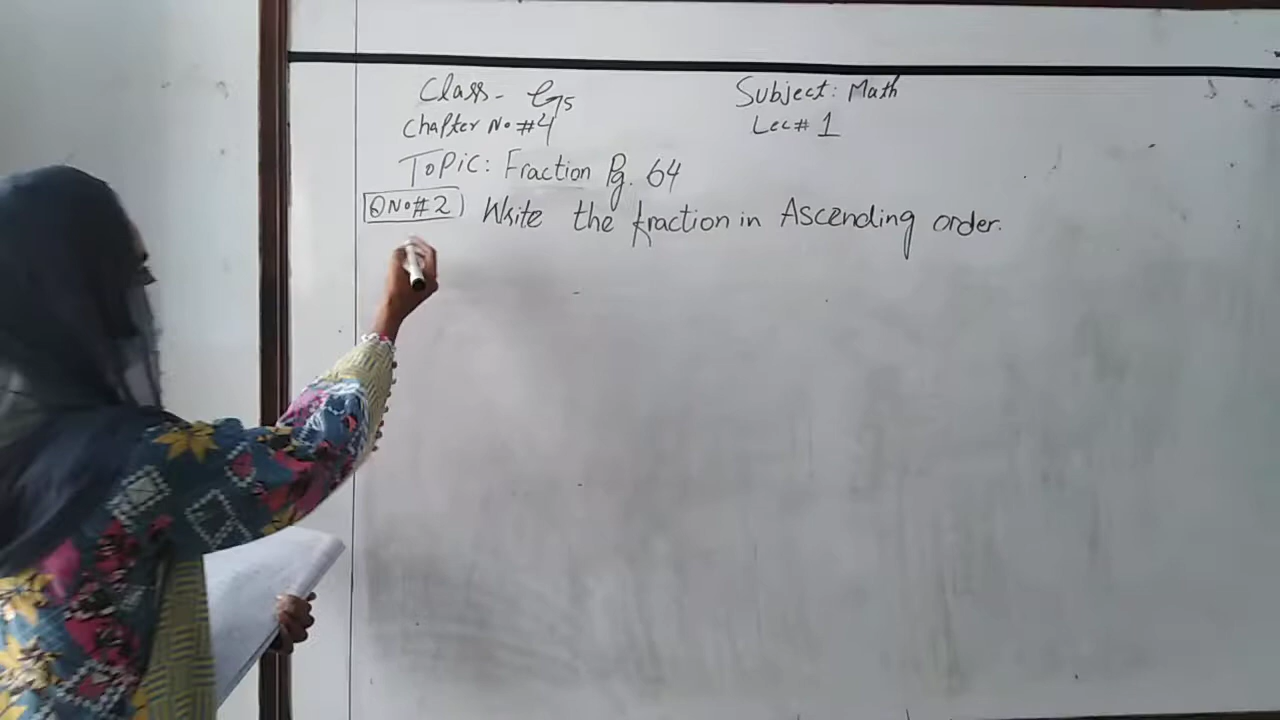 Class- G5 Subject: Math
Chapter No #4 Lec# 1
Topic: Fraction Pg. 64
QNo#2) Write the fraction in Ascending order.